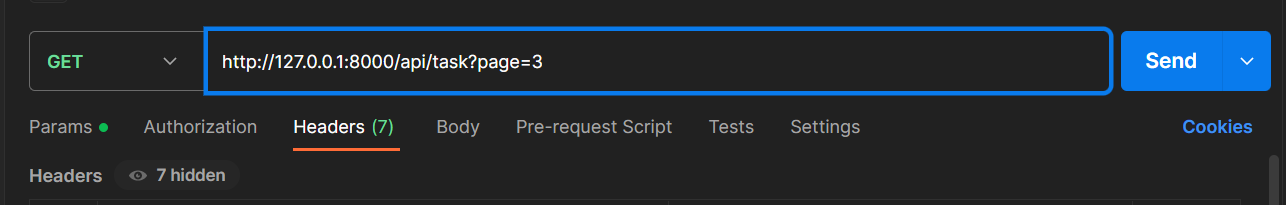 GET http://127.0.0.1:8000/api/task?page=3 Send
Params Authorization Headers (7) Body Pre-request Script Tests Settings Cookies
Headers 7 hidden